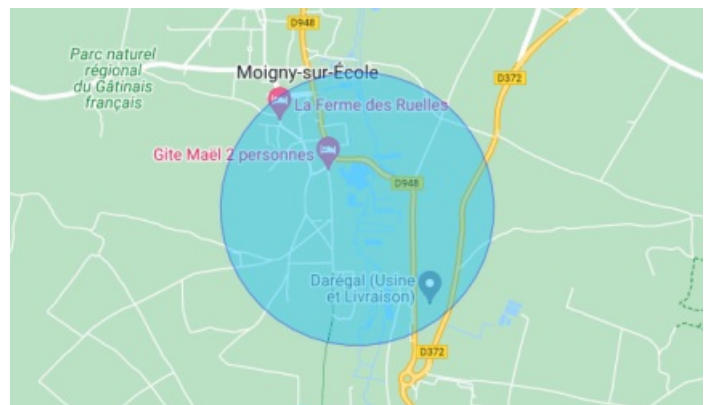 D948
Parc naturel
régional
du Gâtinais
français
Moigny-sur-École
D372
La Ferme des Ruelles
Gite Maël 2 personnes
D948
Darégal (Usine
et Livraison)
D372